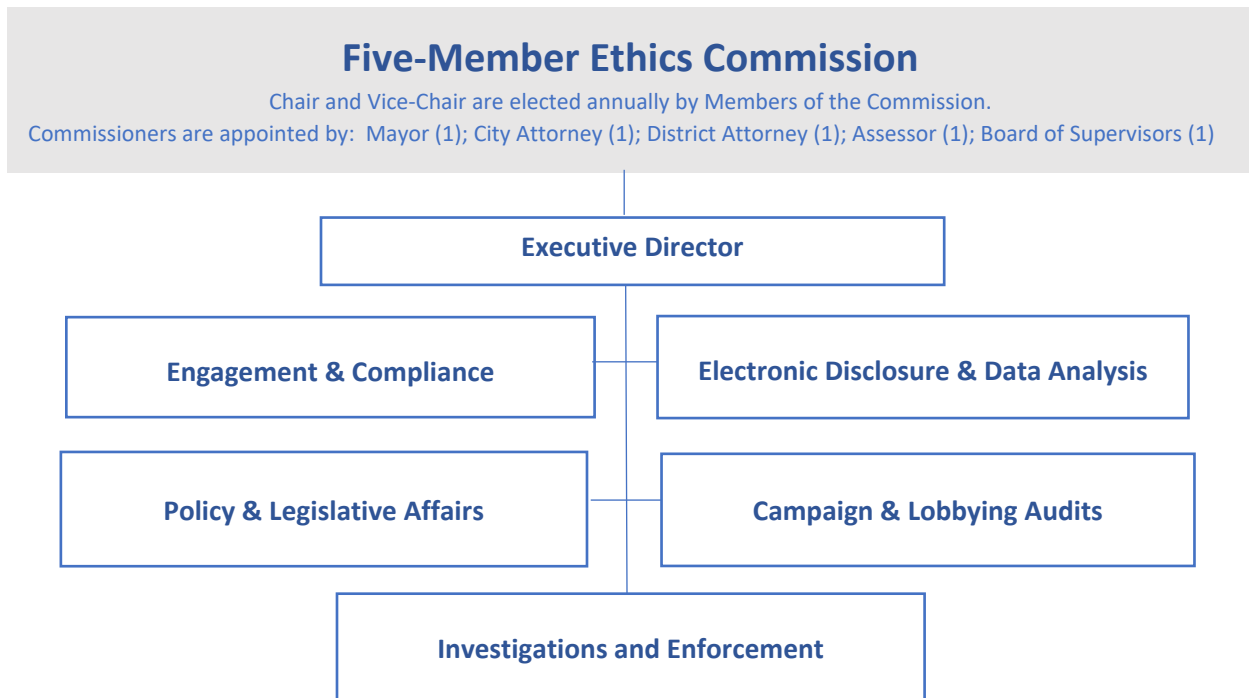 Five-Member Ethics Commission
Chair and Vice-Chair are elected annually by Members of the Commission.
Commissioners are appointed by:  Mayor (1); City Attorney (1); District Attorney (1); Assessor (1); Board of Supervisors (1)
Executive Director
Engagement & Compliance
Electronic Disclosure & Data Analysis
Policy & Legislative Affairs
Campaign & Lobbying Audits
Investigations and Enforcement